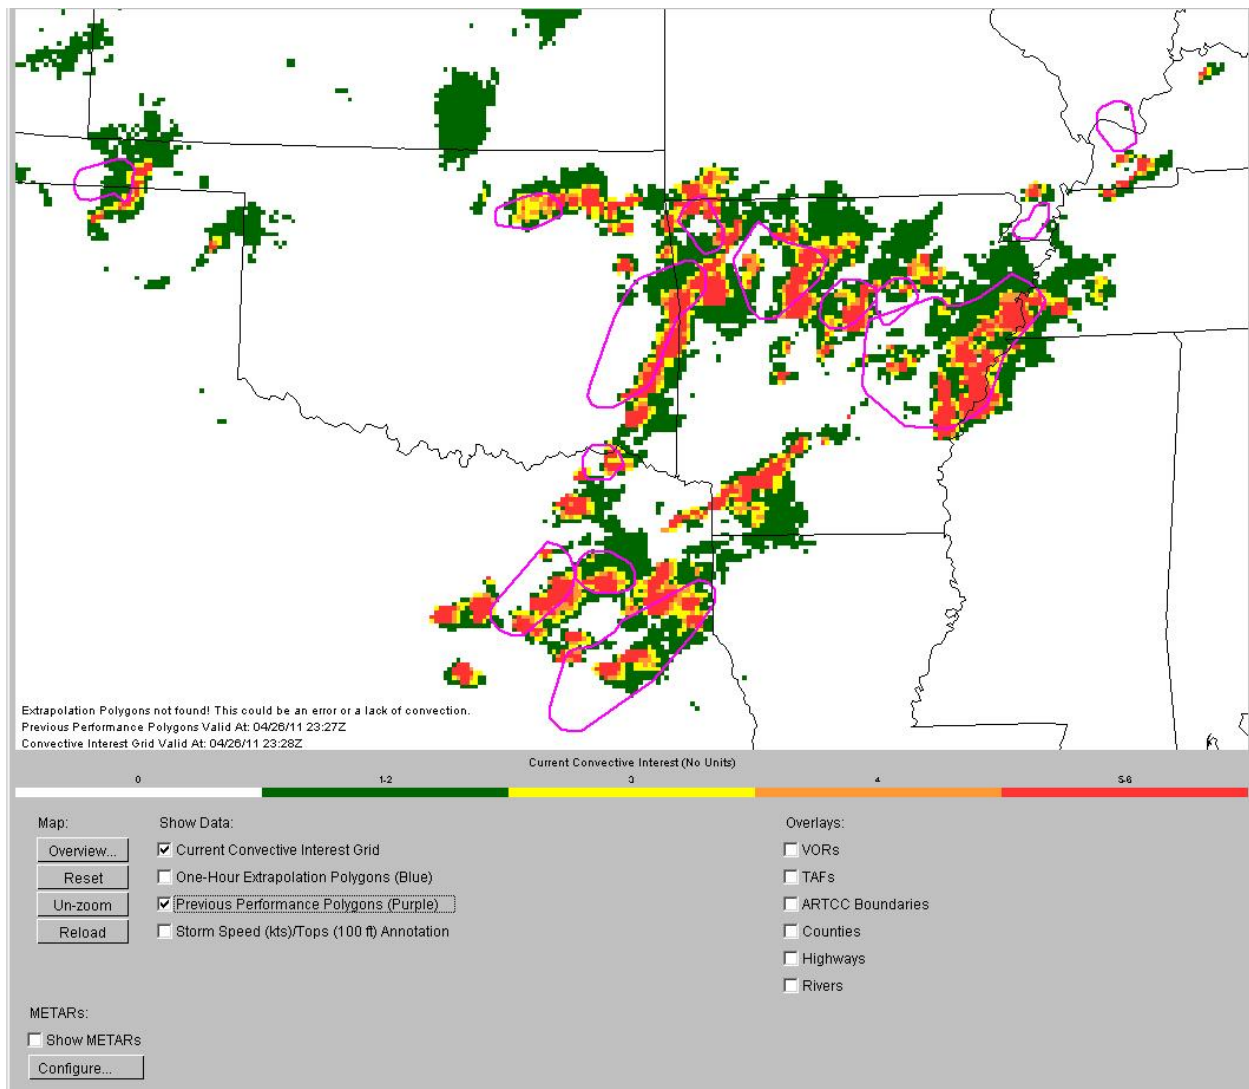 Extrapolation Polygons not found! This could be an error or a lack of convection.
Previous Performance Polygons Valid At: 04/26/11 23:27Z
Convective Interest Grid Valid At: 04/26/11 23:28Z
Current Convective Interest (No Units)
0 1-2 3 4 5-6
Map: Show Data: Overlays:
Overview... Current Convective Interest Grid VORs
Reset One-Hour Extrapolation Polygons (Blue) TAFs
Un-zoom Previous Performance Polygons (Purple) ARTCC Boundaries
Reload Storm Speed (kts)/Tops (100 ft) Annotation Counties
Highways
Rivers
METARs:
Show METARs
Configure...